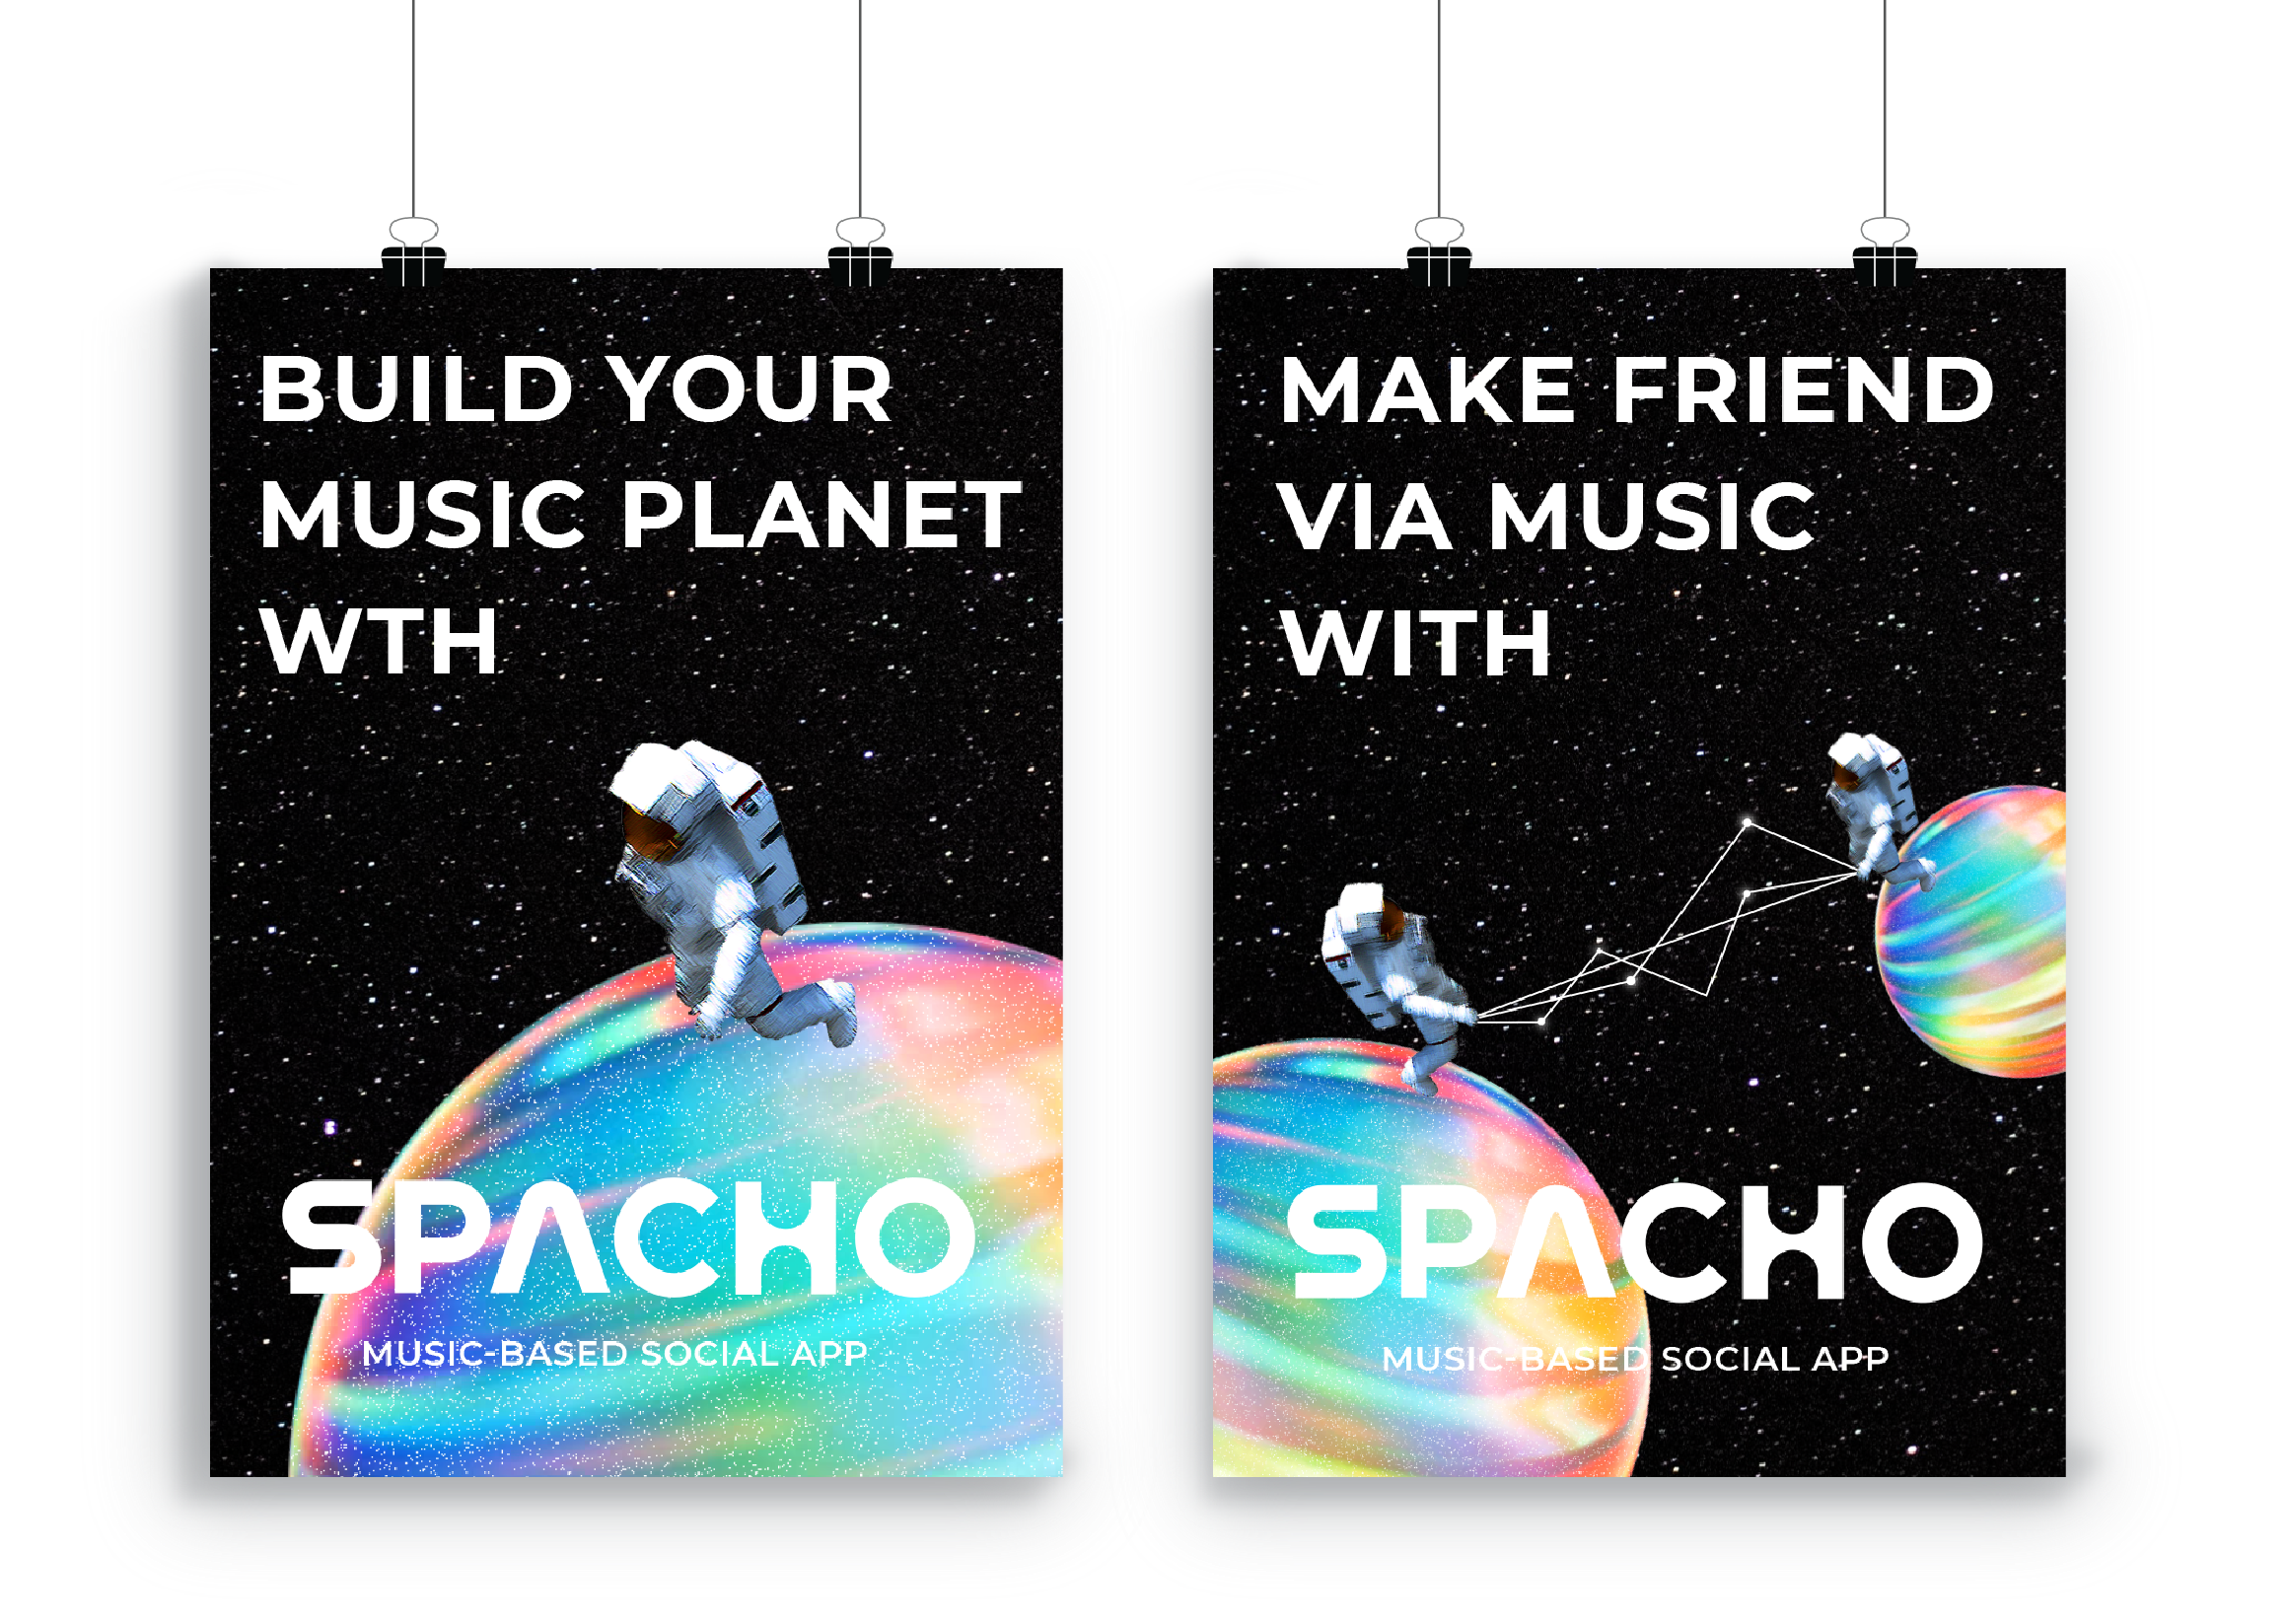 BUILD YOUR
MUSIC PLANET
WTH
SPACHO
MUSIC-BASED SOCIAL APP
MAKE FRIEND
VIA MUSIC
WITH
SPACHO
MUSIC-BASED SOCIAL APP